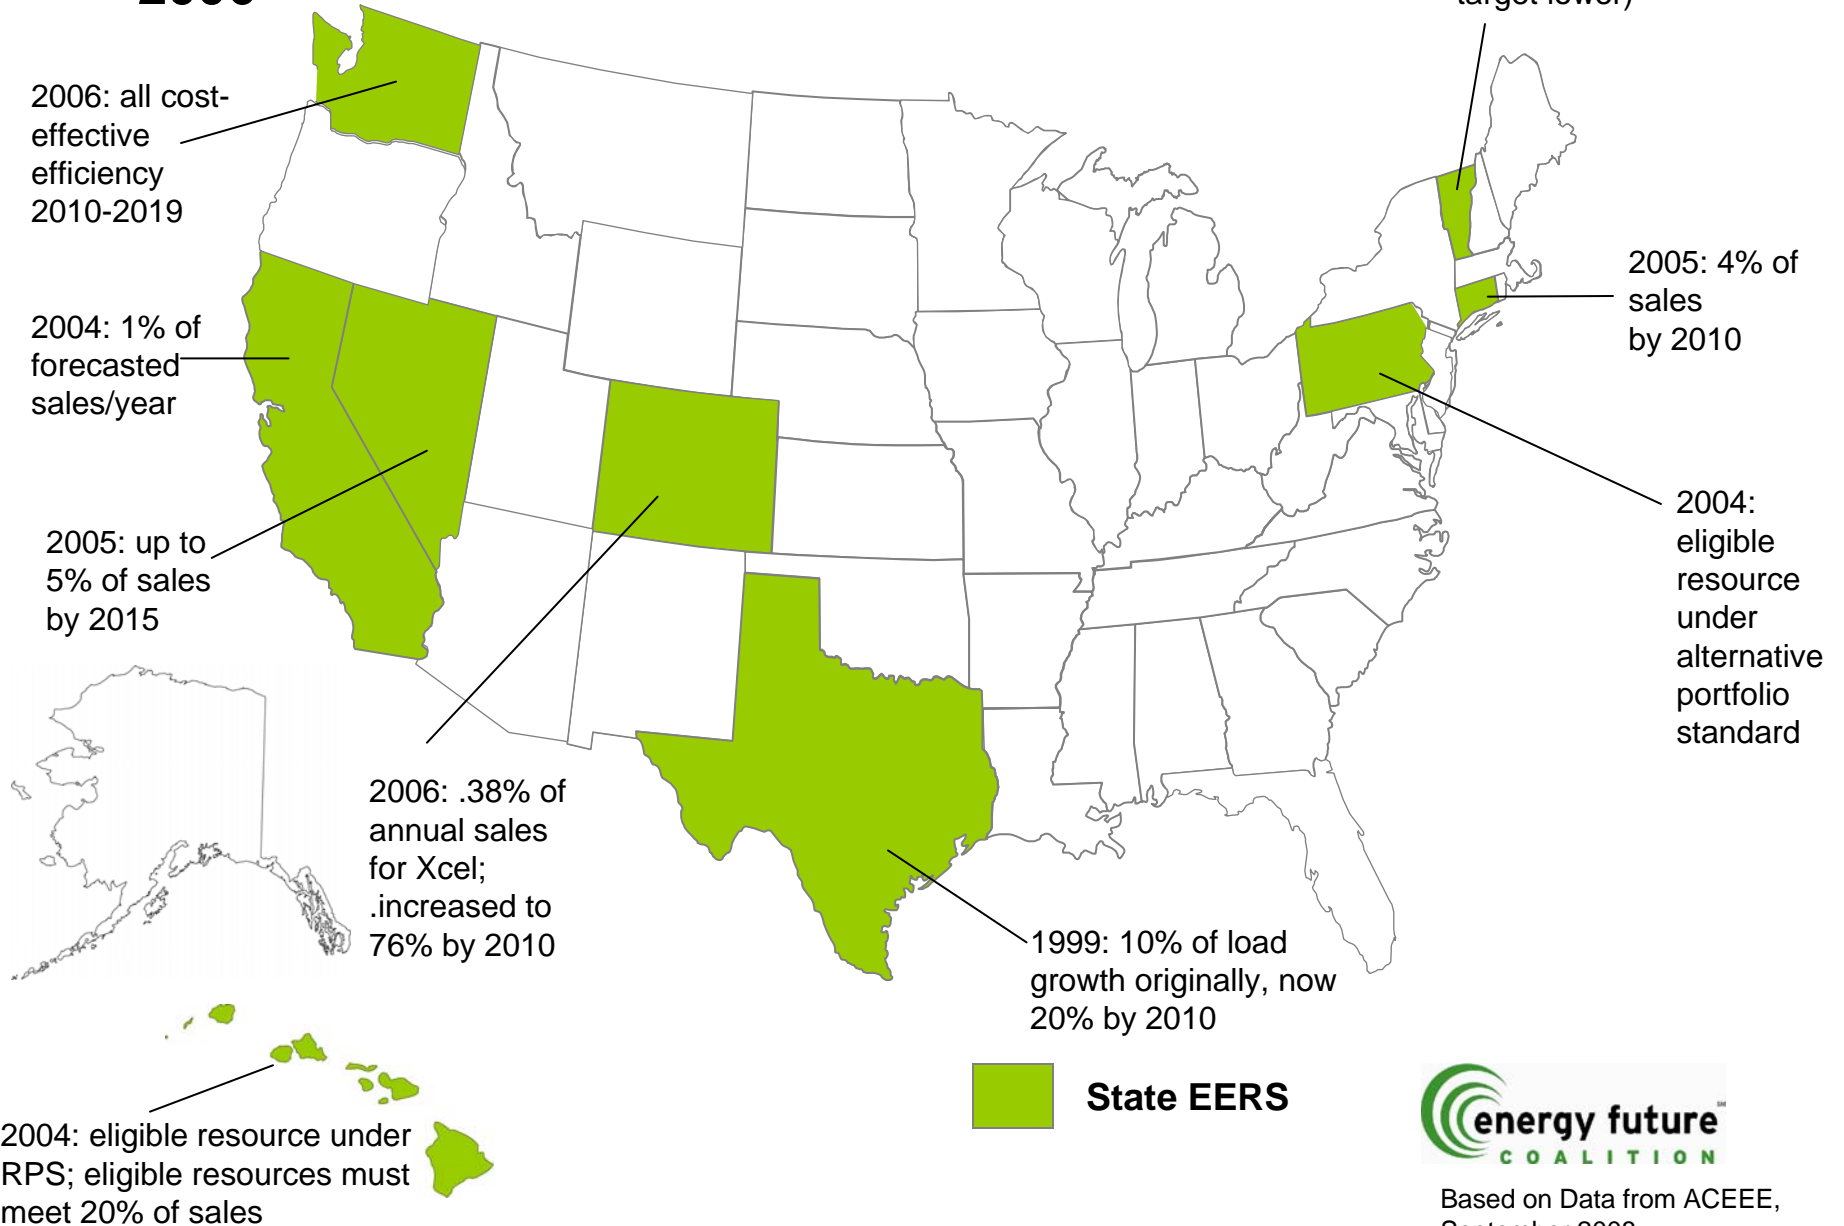 target lower)
2006: all cost-
effective
efficiency
2010-2019
2005: 4% of
sales
by 2010
2004: 1% of
forecasted
sales/year
2004:
eligible
resource
under
alternative
portfolio
standard
2005: up to
5% of sales
by 2015
2006: .38% of
annual sales
for Xcel;
.increased to
76% by 2010
1999: 10% of load
growth originally, now
20% by 2010
State EERS
energy future
COALITION
2004: eligible resource under
RPS; eligible resources must
meet 20% of sales
Based on Data from ACEEE,